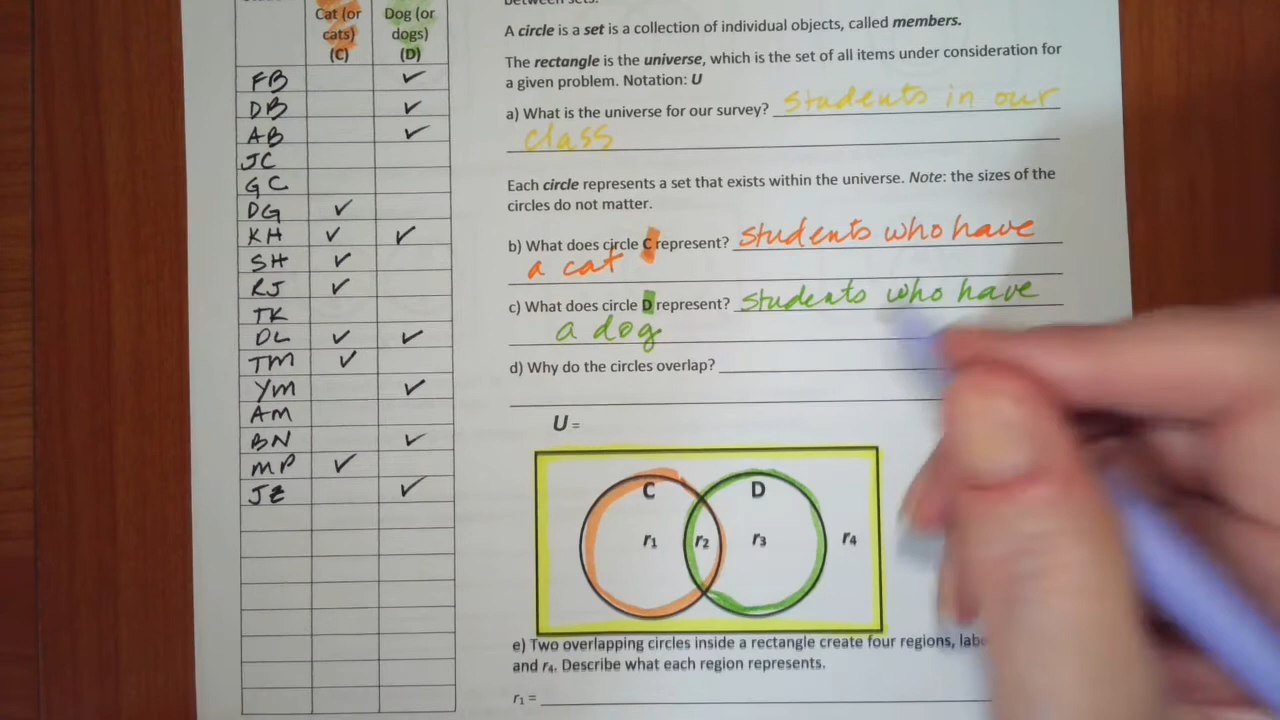 Cat (or
cats)
(C)
Dog (or
dogs)
(D)
FB ✓
DB ✓
AB ✓
JC
GC
DG ✓
KH ✓ ✓
SH ✓
RJ ✓
TK
DL ✓ ✓
TM ✓
YM ✓
AM
BN ✓
MP ✓
JZ ✓
between sets.
A circle is a set is a collection of individual objects, called members.
The rectangle is the universe, which is the set of all items under consideration for
a given problem. Notation: U
a) What is the universe for our survey? students in our
class
Each circle represents a set that exists within the universe. Note: the sizes of the
circles do not matter.
b) What does circle C represent? students who have
a cat
c) What does circle D represent? students who have
a dog
d) Why do the circles overlap?
U =
C D
r1 r2 r3 r4
e) Two overlapping circles inside a rectangle create four regions,
and r4. Describe what each region represents.
r1 =